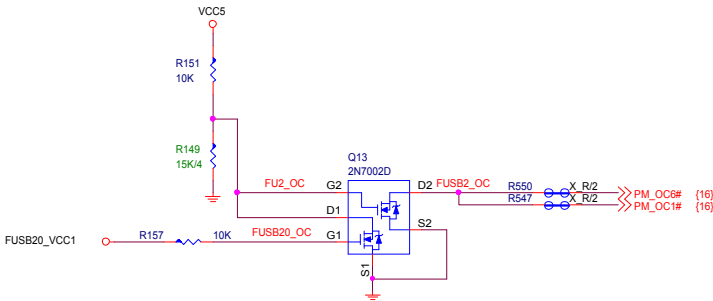 VCC5
R151
10K
R149
15K/4
Q13
2N7002D
FU2_OC
G2
D2
FUSB2_OC
R550
X_R/2
PM_OC6#
{16}
R547
X_R/2
PM_OC1#
{16}
D1
S2
FUSB20_VCC1
R157
10K
FUSB20_OC
G1
S1